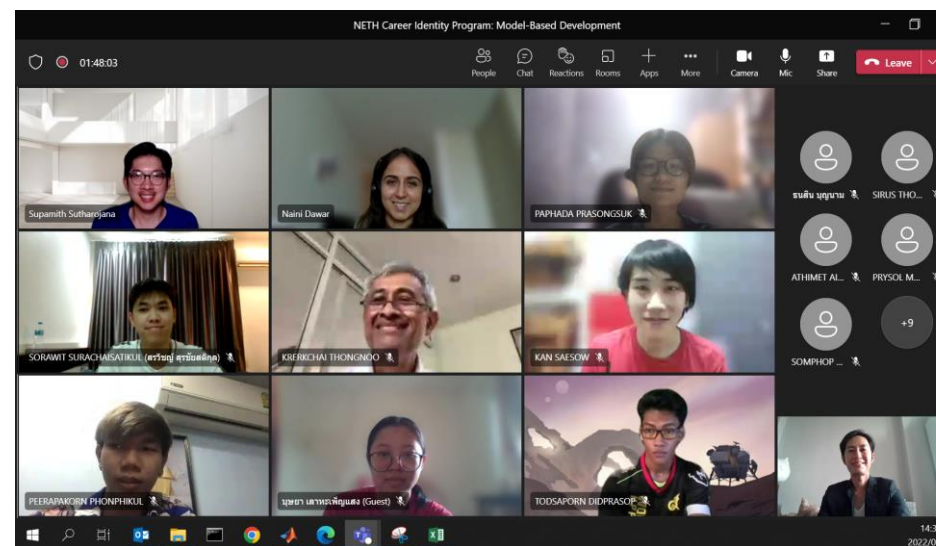 NETH Career Identity Program: Model-Based Development
01:48:03
People
Chat
Reactions
Rooms
Apps
More
Camera
Mic
Share
Leave
Supamith Sutharojana
Naini Dawar
PAPHADA PRASONGSUK
ธนสิน บุญนาม
SIRUS THO...
SORAWIT SURACHAISATIKUL (สรวิชญ์ สุรชัยสติกุล)
KRERKCHAI THONGNOO
KAN SAESOW
ATHIMET AI...
PRYSOL M...
SOMPHOP ...
+9
PEERAPAKORN PHONPHIKUL
บุษยา เลาหะเพ็ญแสง (Guest)
TODSAPORN DIDPRASOP
14:3
2022/0